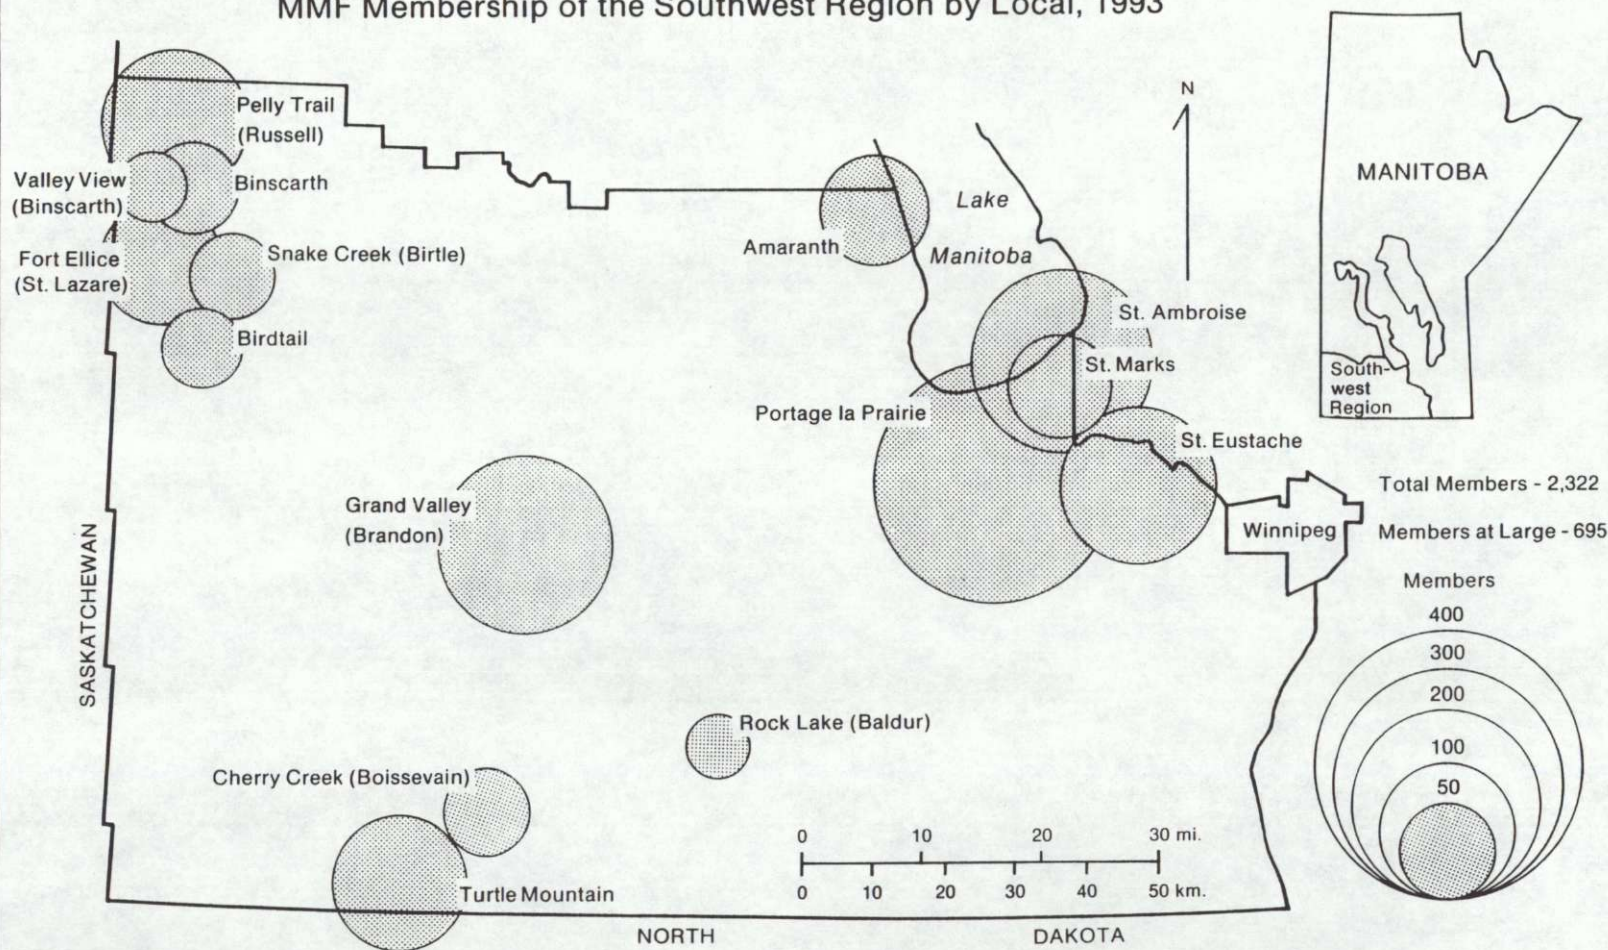 MMF Membership of the Southwest Region by Local, 1993
Pelly Trail
(Russell)
Valley View
(Binscarth)
Binscarth
Fort Ellice
(St. Lazare)
Snake Creek (Birtle)
Birdtail
Amaranth
Lake
Manitoba
N
St. Ambroise
St. Marks
Portage la Prairie
St. Eustache
Grand Valley
(Brandon)
Winnipeg
SASKATCHEWAN
Rock Lake (Baldur)
Cherry Creek (Boissevain)
Turtle Mountain
0 10 20 30 mi.
0 10 20 30 40 50 km.
NORTH DAKOTA
MANITOBA
South-
west
Region
Total Members - 2,322
Members at Large - 695
Members
400
300
200
100
50